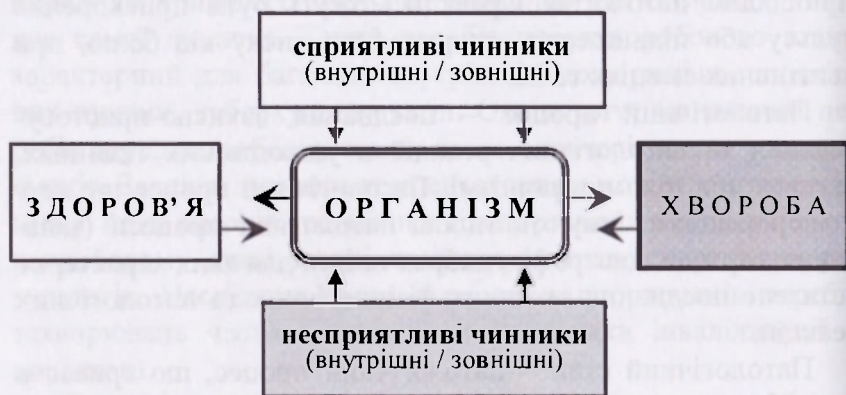 сприятливі чинники
(внутрішні / зовнішні)
ЗДОРОВ'Я
ОРГАНІЗМ
ХВОРОБА
несприятливі чинники
(внутрішні / зовнішні)